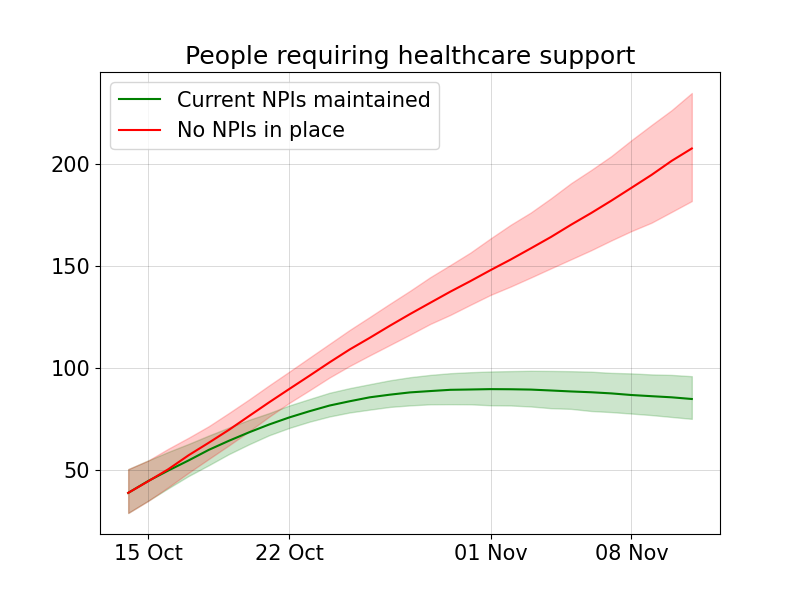 People requiring healthcare support
Current NPIs maintained
No NPIs in place
200
150
100
50
15 Oct
22 Oct
01 Nov
08 Nov